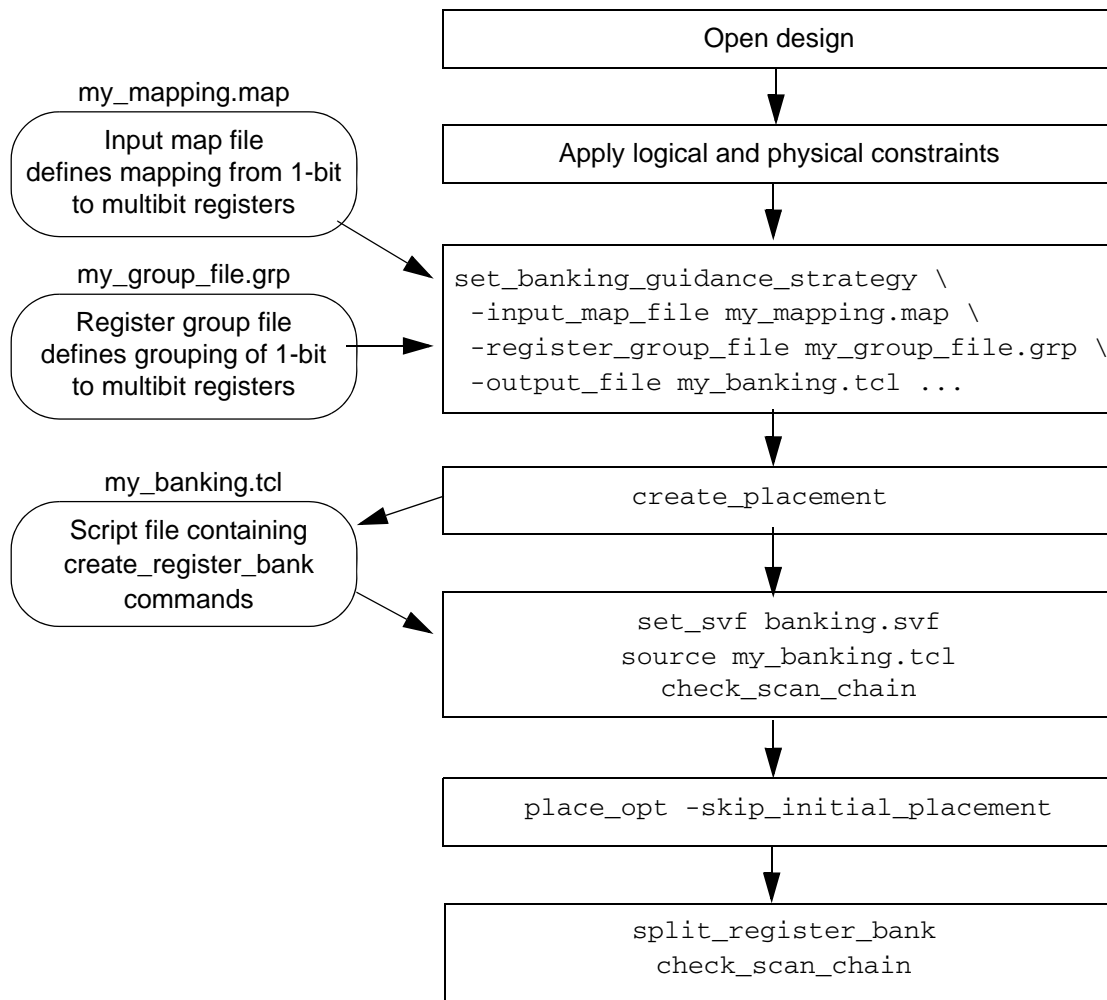 Open design
my_mapping.map
Input map file
defines mapping from 1-bit
to multibit registers
Apply logical and physical constraints
my_group_file.grp
Register group file
defines grouping of 1-bit
to multibit registers
set_banking_guidance_strategy \
-input_map_file my_mapping.map \
-register_group_file my_group_file.grp \
-output_file my_banking.tcl ...
create_placement
my_banking.tcl
Script file containing
create_register_bank
commands
set_svf banking.svf
source my_banking.tcl
check_scan_chain
place_opt -skip_initial_placement
split_register_bank
check_scan_chain